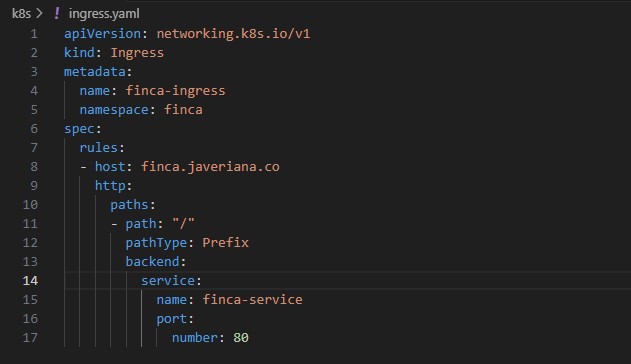 k8s > ! ingress.yaml
1 apiVersion: networking.k8s.io/v1
2 kind: Ingress
3 metadata:
4   name: finca-ingress
5   namespace: finca
6 spec:
7   rules:
8   - host: finca.javeriana.co
9     http:
10       paths:
11       - path: "/"
12         pathType: Prefix
13         backend:
14           service:
15             name: finca-service
16             port:
17               number: 80